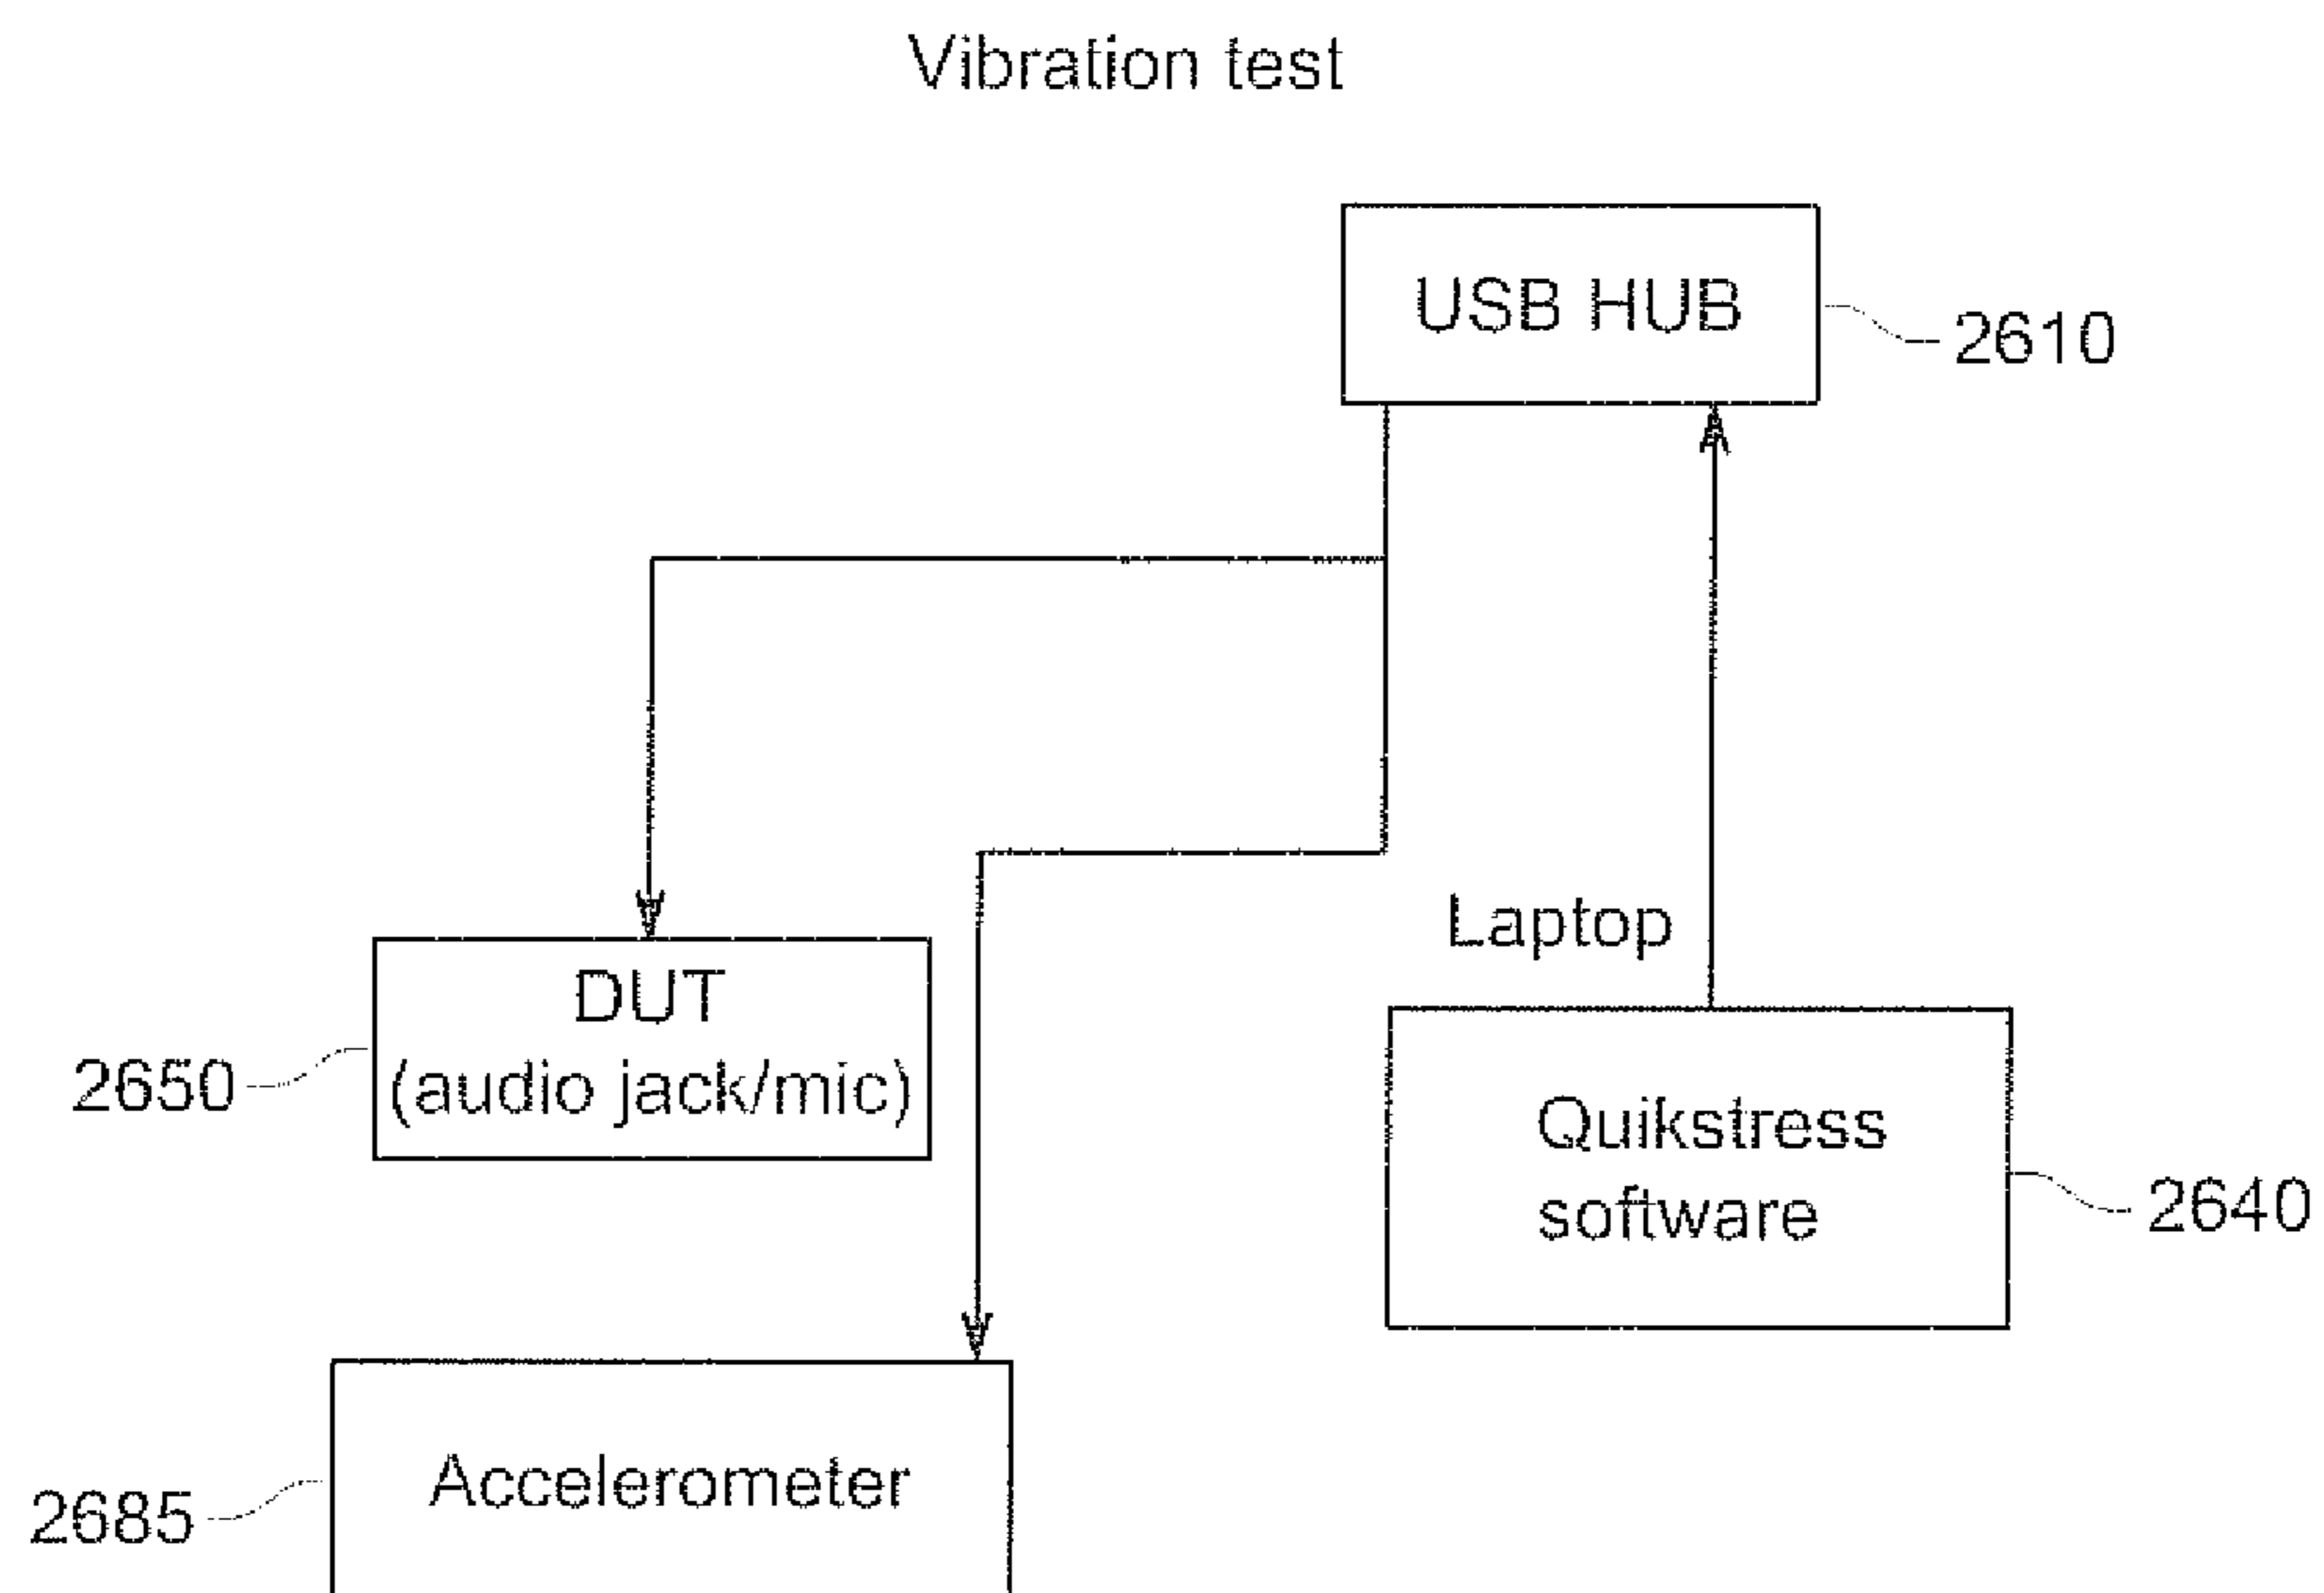 Vibration test
USB HUB
2610
Laptop
DUT
(audio jack/mic)
2650
Quikstress
software
2640
Accelerometer
2685